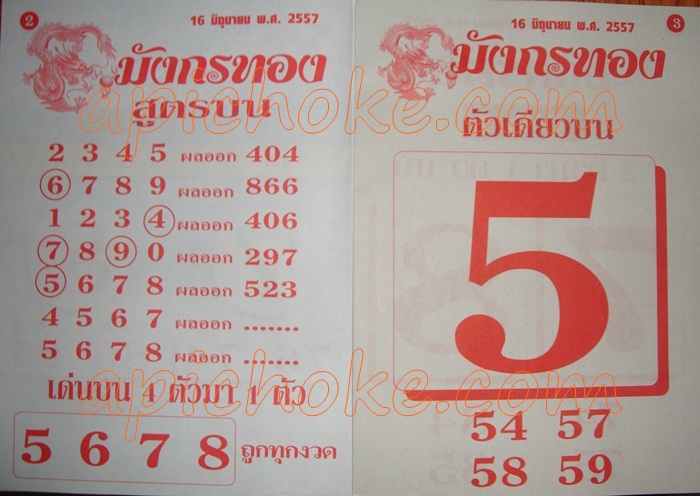 2
16 มิถุนายน พ.ศ. 2557
มังกรทอง
สูตรบน
2 3 4 5 ผลออก 404
6 7 8 9 ผลออก 866
1 2 3 4 ผลออก 406
7 8 9 0 ผลออก 297
5 6 7 8 ผลออก 523
4 5 6 7 ผลออก .......
5 6 7 8 ผลออก .......
เด่นบน 4 ตัวมา 1 ตัว
5 6 7 8 ถูกทุกงวด
16 มิถุนายน พ.ศ. 2557
3
มังกรทอง
ตัวเดียวบน
5
54 57
58 59
apichoke.com
apichoke.com